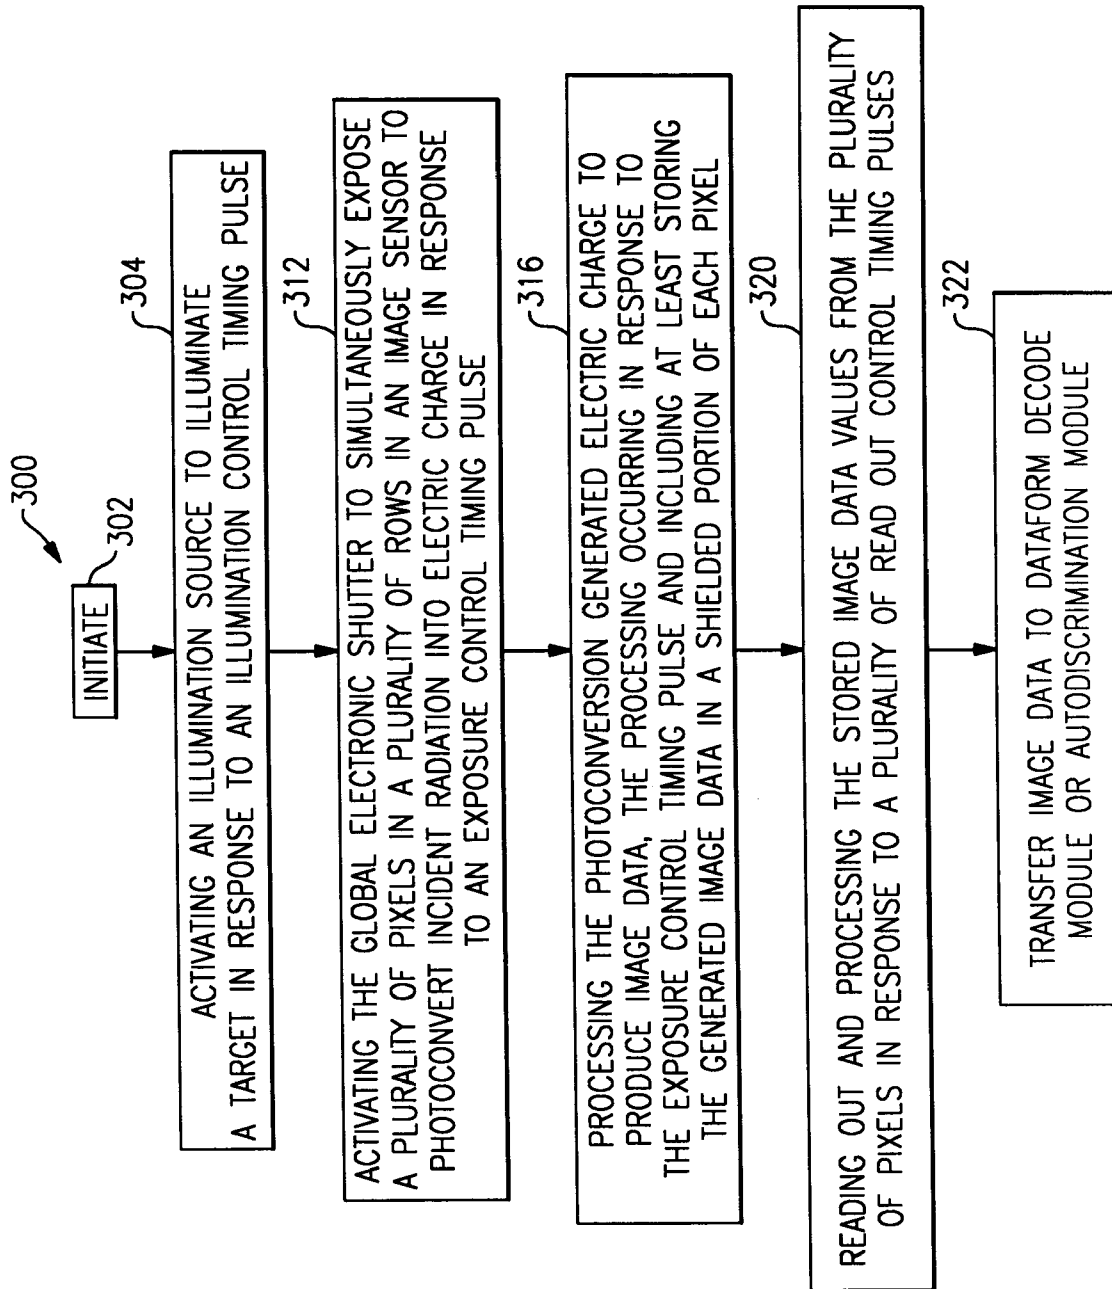 300
INITIATE
302
304
ACTIVATING AN ILLUMINATION SOURCE TO ILLUMINATE
A TARGET IN RESPONSE TO AN ILLUMINATION CONTROL TIMING PULSE
312
ACTIVATING THE GLOBAL ELECTRONIC SHUTTER TO SIMULTANEOUSLY EXPOSE
A PLURALITY OF PIXELS IN A PLURALITY OF ROWS IN AN IMAGE SENSOR TO
PHOTOCONVERT INCIDENT RADIATION INTO ELECTRIC CHARGE IN RESPONSE
TO AN EXPOSURE CONTROL TIMING PULSE
316
PROCESSING THE PHOTOCONVERSION GENERATED ELECTRIC CHARGE TO
PRODUCE IMAGE DATA, THE PROCESSING OCCURRING IN RESPONSE TO
THE EXPOSURE CONTROL TIMING PULSE AND INCLUDING AT LEAST STORING
THE GENERATED IMAGE DATA IN A SHIELDED PORTION OF EACH PIXEL
320
READING OUT AND PROCESSING THE STORED IMAGE DATA VALUES FROM THE PLURALITY
OF PIXELS IN RESPONSE TO A PLURALITY OF READ OUT CONTROL TIMING PULSES
322
TRANSFER IMAGE DATA TO DATAFORM DECODE
MODULE OR AUTODISCRIMINATION MODULE